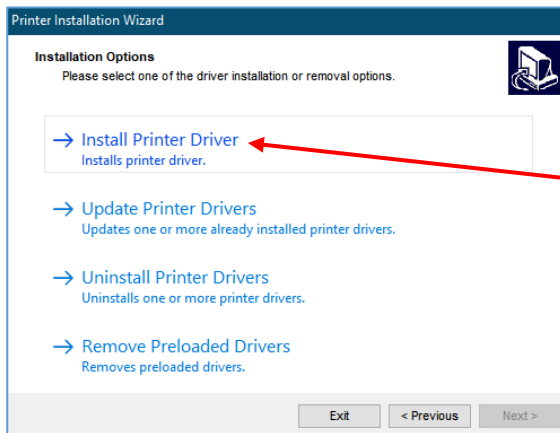 Printer Installation Wizard
Installation Options
Please select one of the driver installation or removal options.
Install Printer Driver
Installs printer driver.
Update Printer Drivers
Updates one or more already installed printer drivers.
Uninstall Printer Drivers
Uninstalls one or more printer drivers.
Remove Preloaded Drivers
Removes preloaded drivers.
Exit < Previous Next >